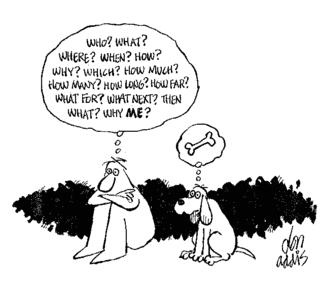 WHO? WHAT?
WHERE? WHEN? HOW?
WHY? WHICH? HOW MUCH?
HOW MANY? HOW LONG? HOW FAR?
WHAT FOR? WHAT NEXT? THEN
WHAT? WHY ME?
don
addis